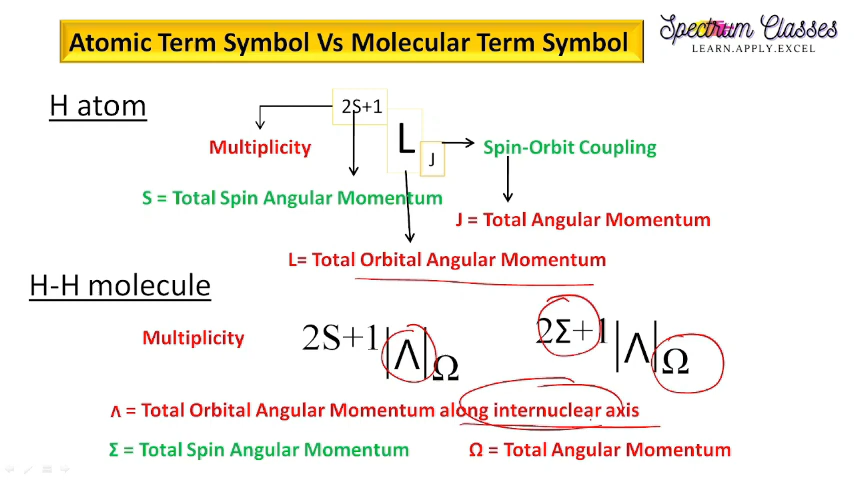 Atomic Term Symbol Vs Molecular Term Symbol
Spectrum Classes
LEARN.APPLY.EXCEL
H atom
2S+1
L
J
Multiplicity
Spin-Orbit Coupling
S = Total Spin Angular Momentum
J = Total Angular Momentum
L= Total Orbital Angular Momentum
H-H molecule
Multiplicity
2S+1|Λ|Ω
2Σ+1|Λ|Ω
Λ = Total Orbital Angular Momentum along internuclear axis
Σ = Total Spin Angular Momentum
Ω = Total Angular Momentum